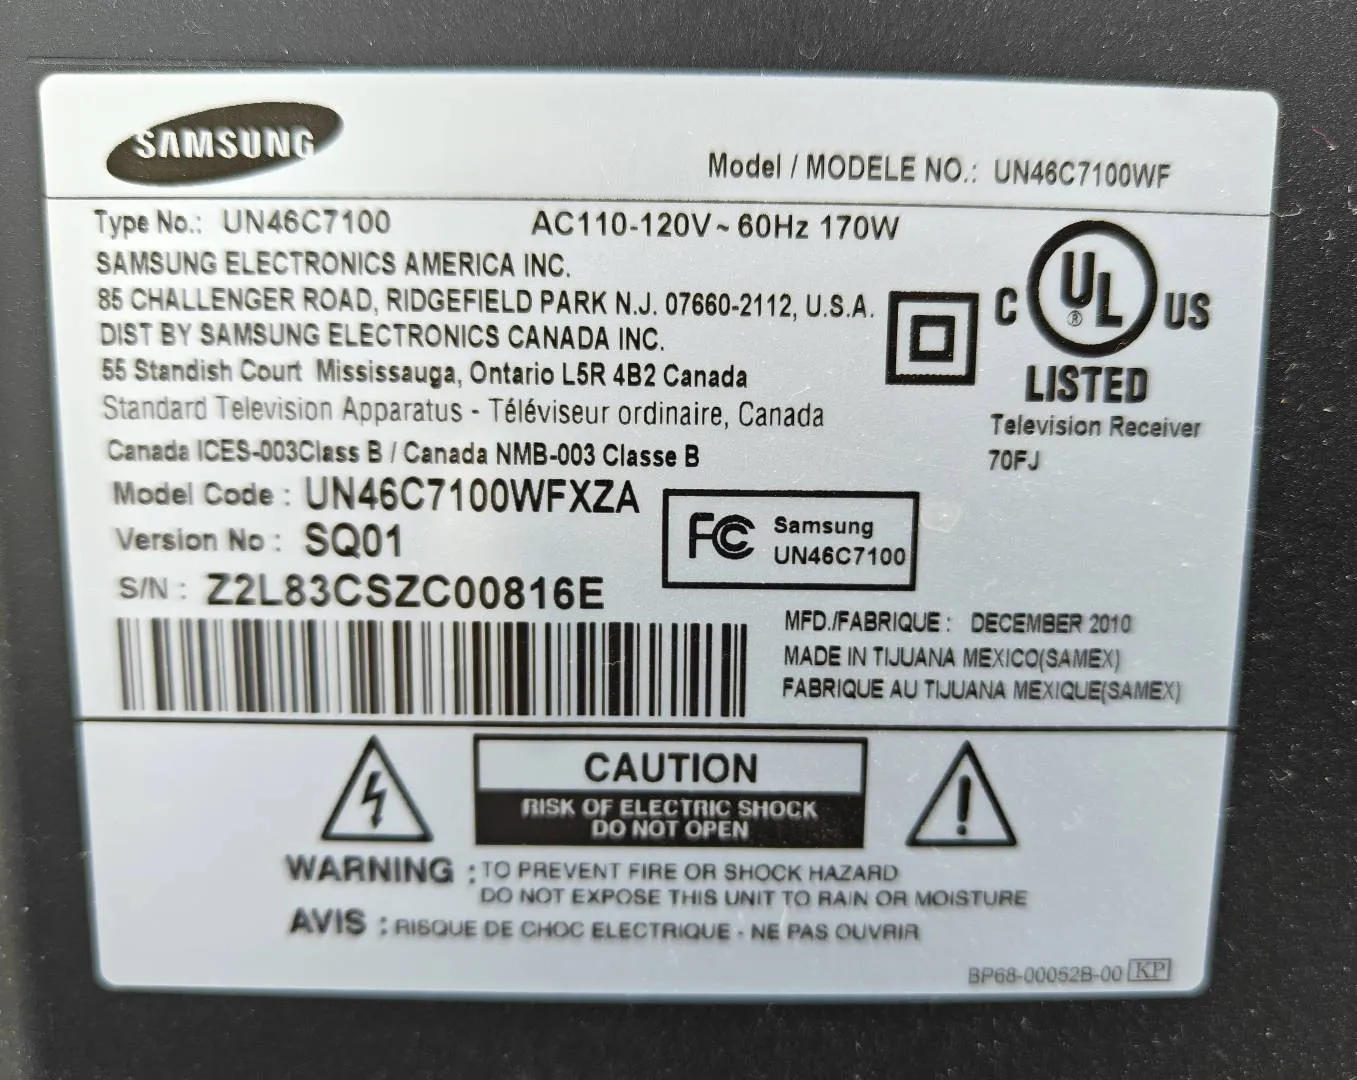 SAMSUNG
Model / MODELE NO.: UN46C7100WF
Type No.: UN46C7100 AC110-120V~60Hz 170W
SAMSUNG ELECTRONICS AMERICA INC.
85 CHALLENGER ROAD, RIDGEFIELD PARK N.J. 07660-2112, U.S.A.
DIST BY SAMSUNG ELECTRONICS CANADA INC.
55 Standish Court Mississauga, Ontario L5R 4B2 Canada
Standard Television Apparatus - Téléviseur ordinaire, Canada
Canada ICES-003Class B / Canada NMB-003 Classe B
C UL ® US
LISTED
Television Receiver
70FJ
Model Code : UN46C7100WFXZA
Version No : SQ01
S/N : Z2L83CSZC00816E
FC Samsung
UN46C7100
MFD./FABRIQUE : DECEMBER 2010
MADE IN TIJUANA MEXICO(SAMEX)
FABRIQUE AU TIJUANA MEXIQUE(SAMEX)
CAUTION
RISK OF ELECTRIC SHOCK
DO NOT OPEN
WARNING : TO PREVENT FIRE OR SHOCK HAZARD
DO NOT EXPOSE THIS UNIT TO RAIN OR MOISTURE
AVIS : RISQUE DE CHOC ELECTRIQUE - NE PAS OUVRIR
BP68-00052B-00 KP